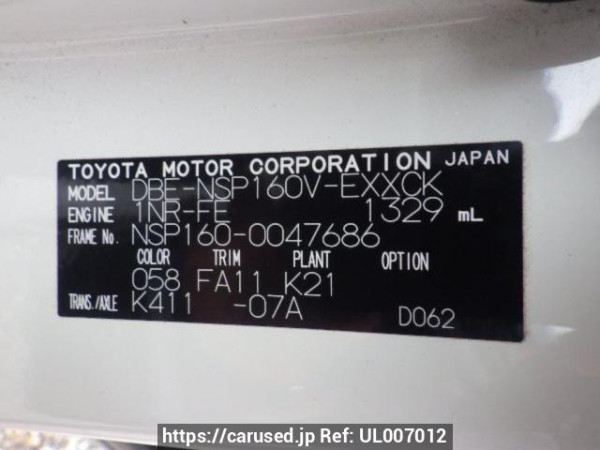 TOYOTA MOTOR CORPORATION JAPAN
MODEL DBE-NSP160V-EXXCK
ENGINE 1NR-FE 1329 mL
FRAME No. NSP160-0047686
COLOR TRIM PLANT OPTION
058 FA11 K21
TRANS./AXLE K411 -07A D062
https://carused.jp Ref: UL007012